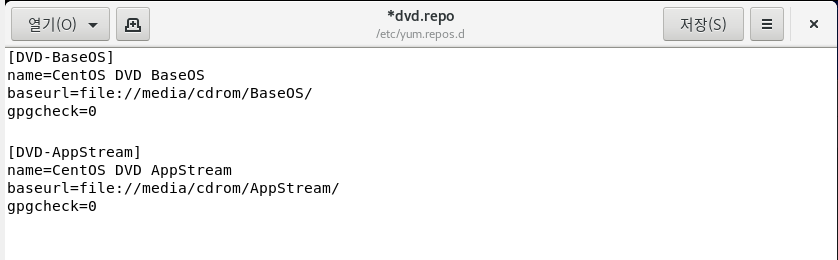 열기(O)
*dvd.repo
/etc/yum.repos.d
저장(S)
[DVD-BaseOS]
name=CentOS DVD BaseOS
baseurl=file://media/cdrom/BaseOS/
gpgcheck=0
[DVD-AppStream]
name=CentOS DVD AppStream
baseurl=file://media/cdrom/AppStream/
gpgcheck=0